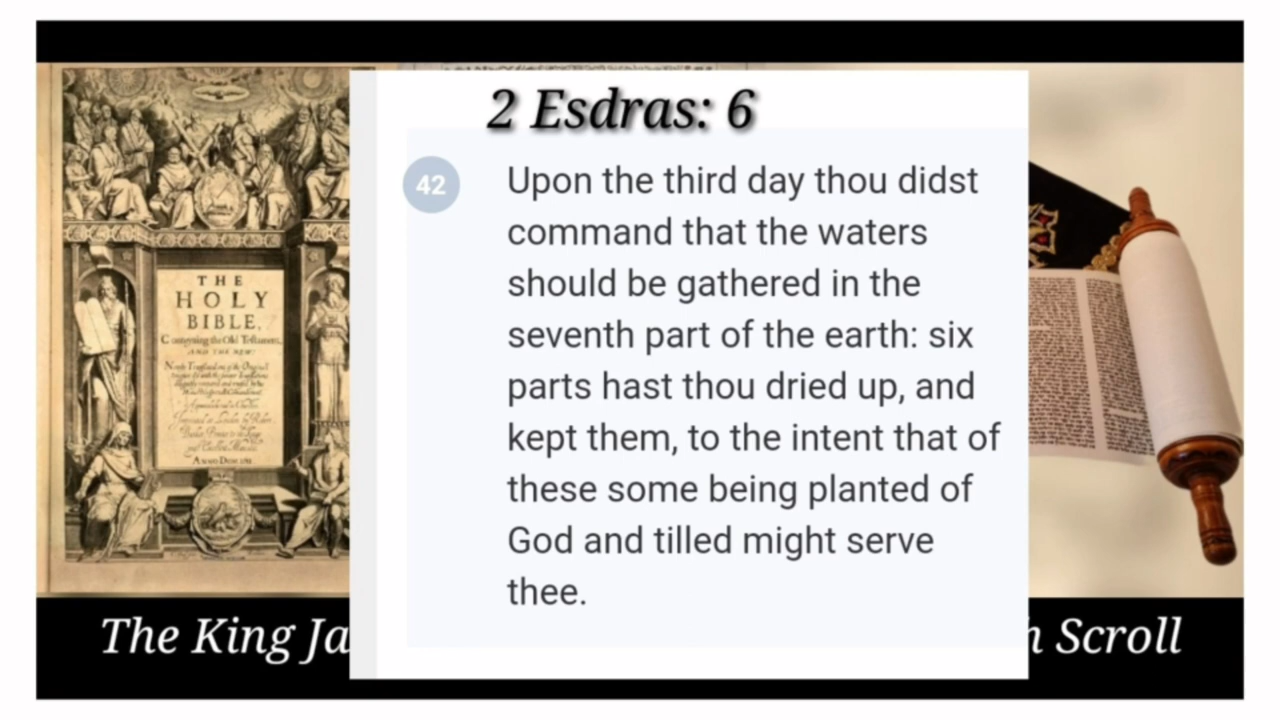 2 Esdras: 6
42
Upon the third day thou didst
command that the waters
should be gathered in the
seventh part of the earth: six
parts hast thou dried up, and
kept them, to the intent that of
these some being planted of
God and tilled might serve
thee.
THE
HOLY
BIBLE,
The King Ja
Scroll